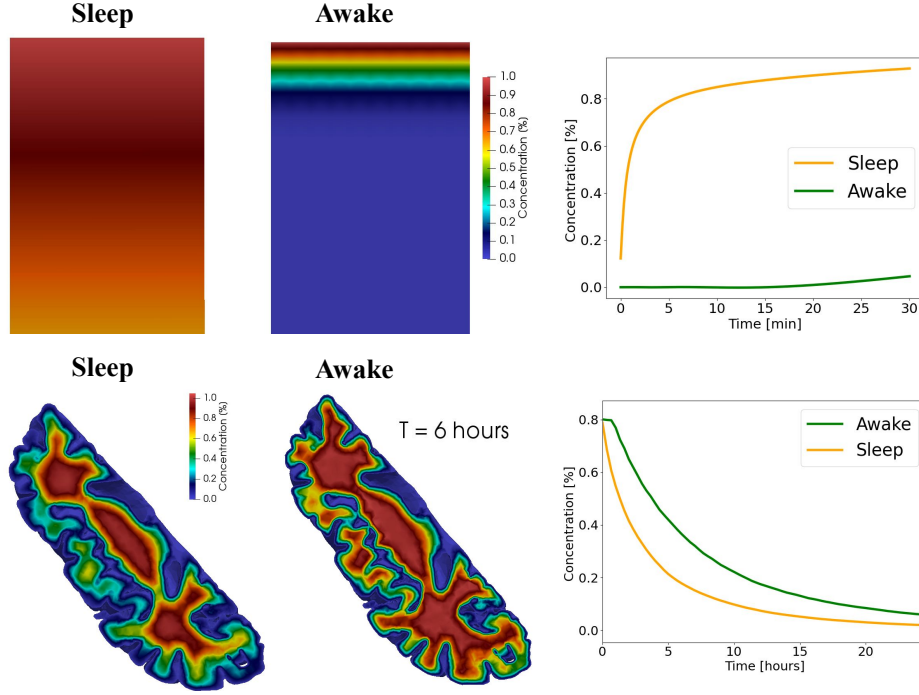 Sleep
Awake
1.0
0.9
0.8
0.7
0.6
0.5
0.4
0.3
0.2
0.1
0.0
Concentration (%)
Concentration [%]
0.8
0.6
0.4
0.2
0.0
Sleep
Awake
0
5
10
15
20
25
30
Time [min]
Sleep
Awake
1.0
0.8
0.6
0.4
0.2
0.0
Concentration (%)
T = 6 hours
Concentration [%]
0.8
0.6
0.4
0.2
0.0
Awake
Sleep
0
5
10
15
20
Time [hours]